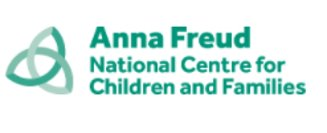 Anna Freud
National Centre for
Children and Families